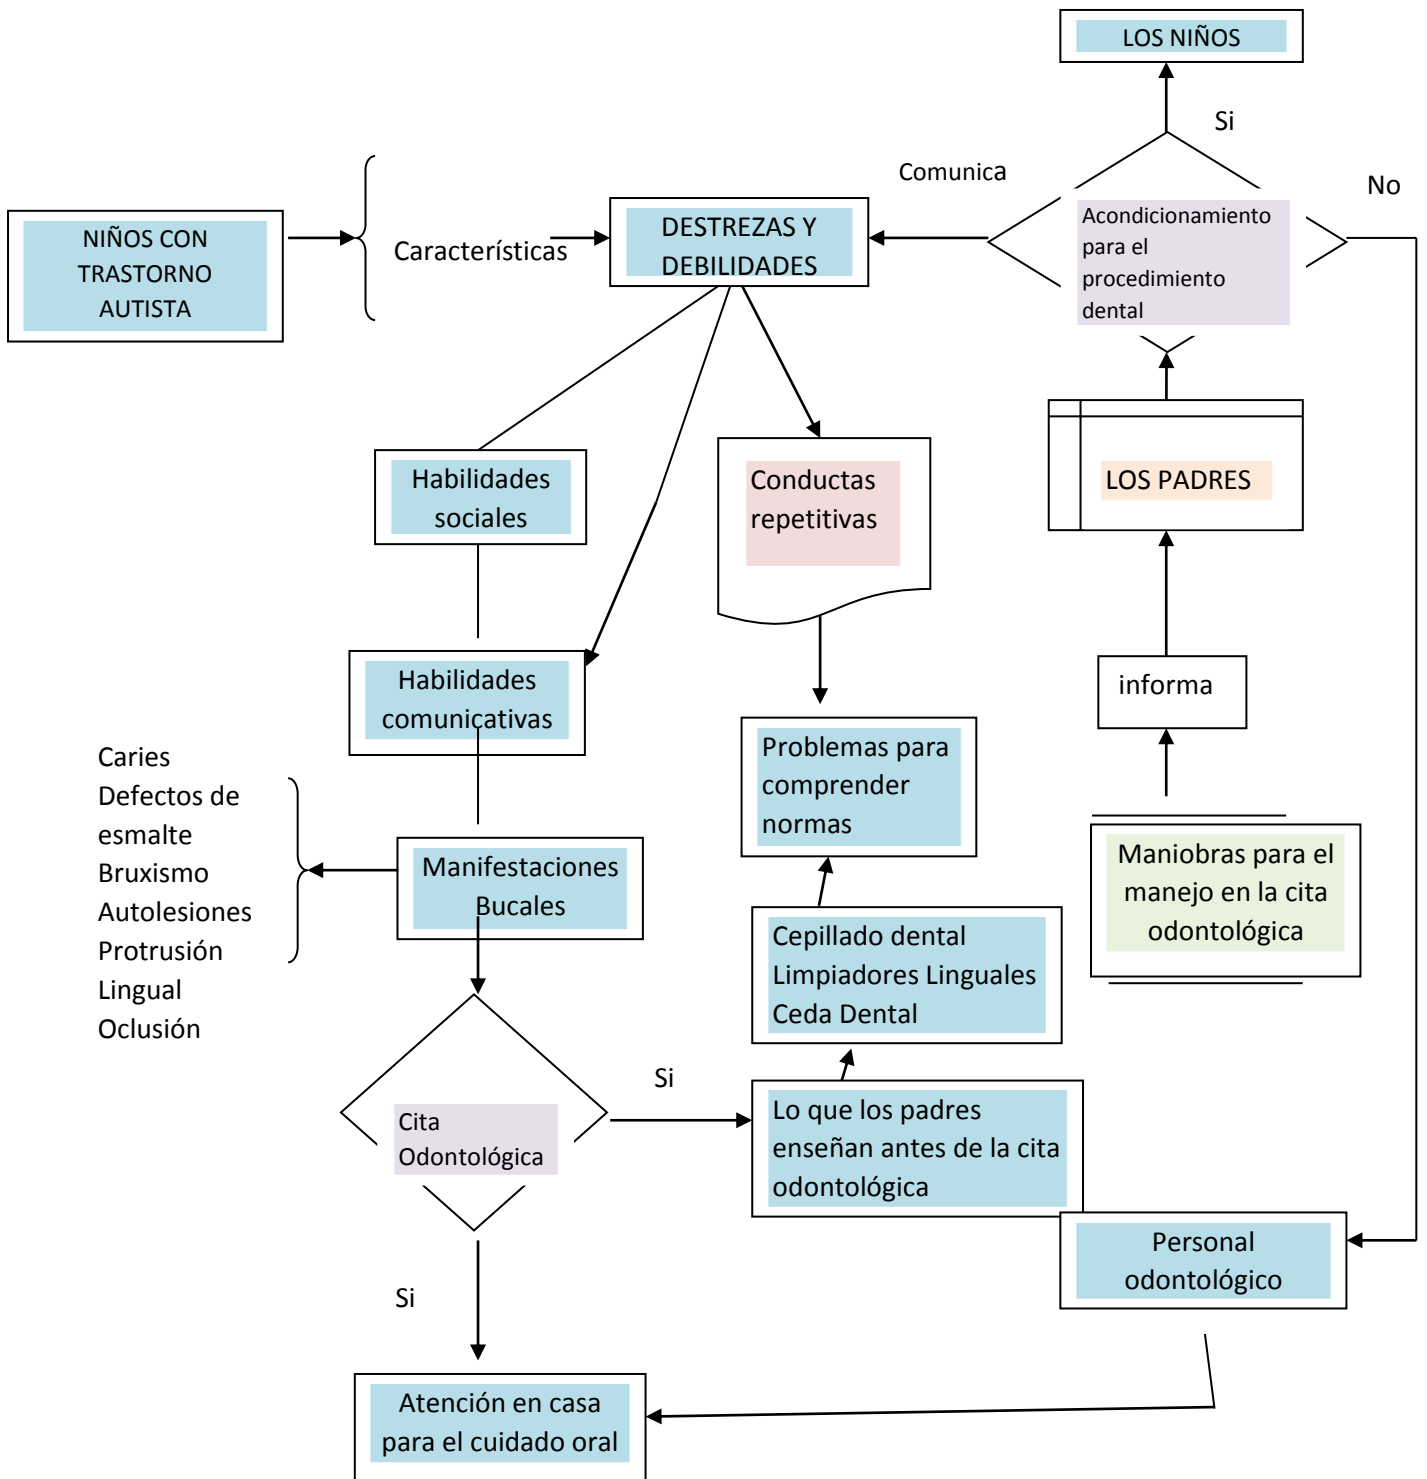 LOS NIÑOS
Si
Comunica
No
NIÑOS CON
TRASTORNO
AUTISTA
Características
DESTREZAS Y
DEBILIDADES
Acondicionamiento
para el
procedimiento
dental
Habilidades
sociales
Conductas
repetitivas
LOS PADRES
Habilidades
comunicativas
informa
Caries
Defectos de
esmalte
Bruxismo
Autolesiones
Protrusión
Lingual
Oclusión
Problemas para
comprender
normas
Manifestaciones
Bucales
Maniobras para el
manejo en la cita
odontológica
Cepillado dental
Limpiadores Linguales
Ceda Dental
Si
Cita
Odontológica
Lo que los padres
enseñan antes de la cita
odontológica
Personal
odontológico
Si
Atención en casa
para el cuidado oral